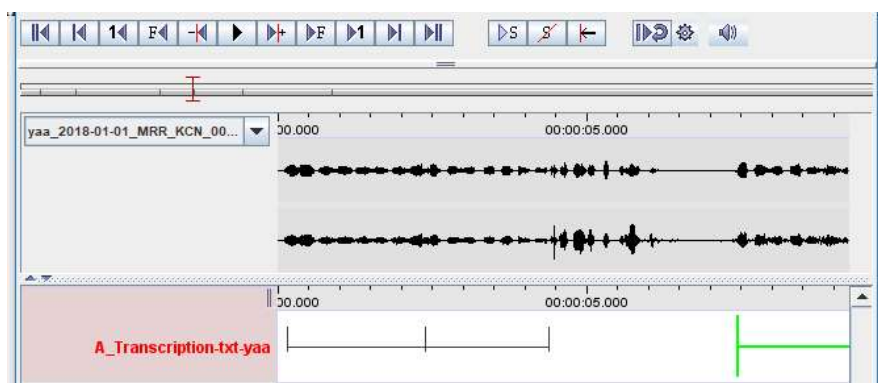 1 F - + F 1 S S
yaa_2018-01-01_MRR_KCN_00...
00.000 00:00:05.000
00.000 00:00:05.000
A_Transcription-txt-yaa